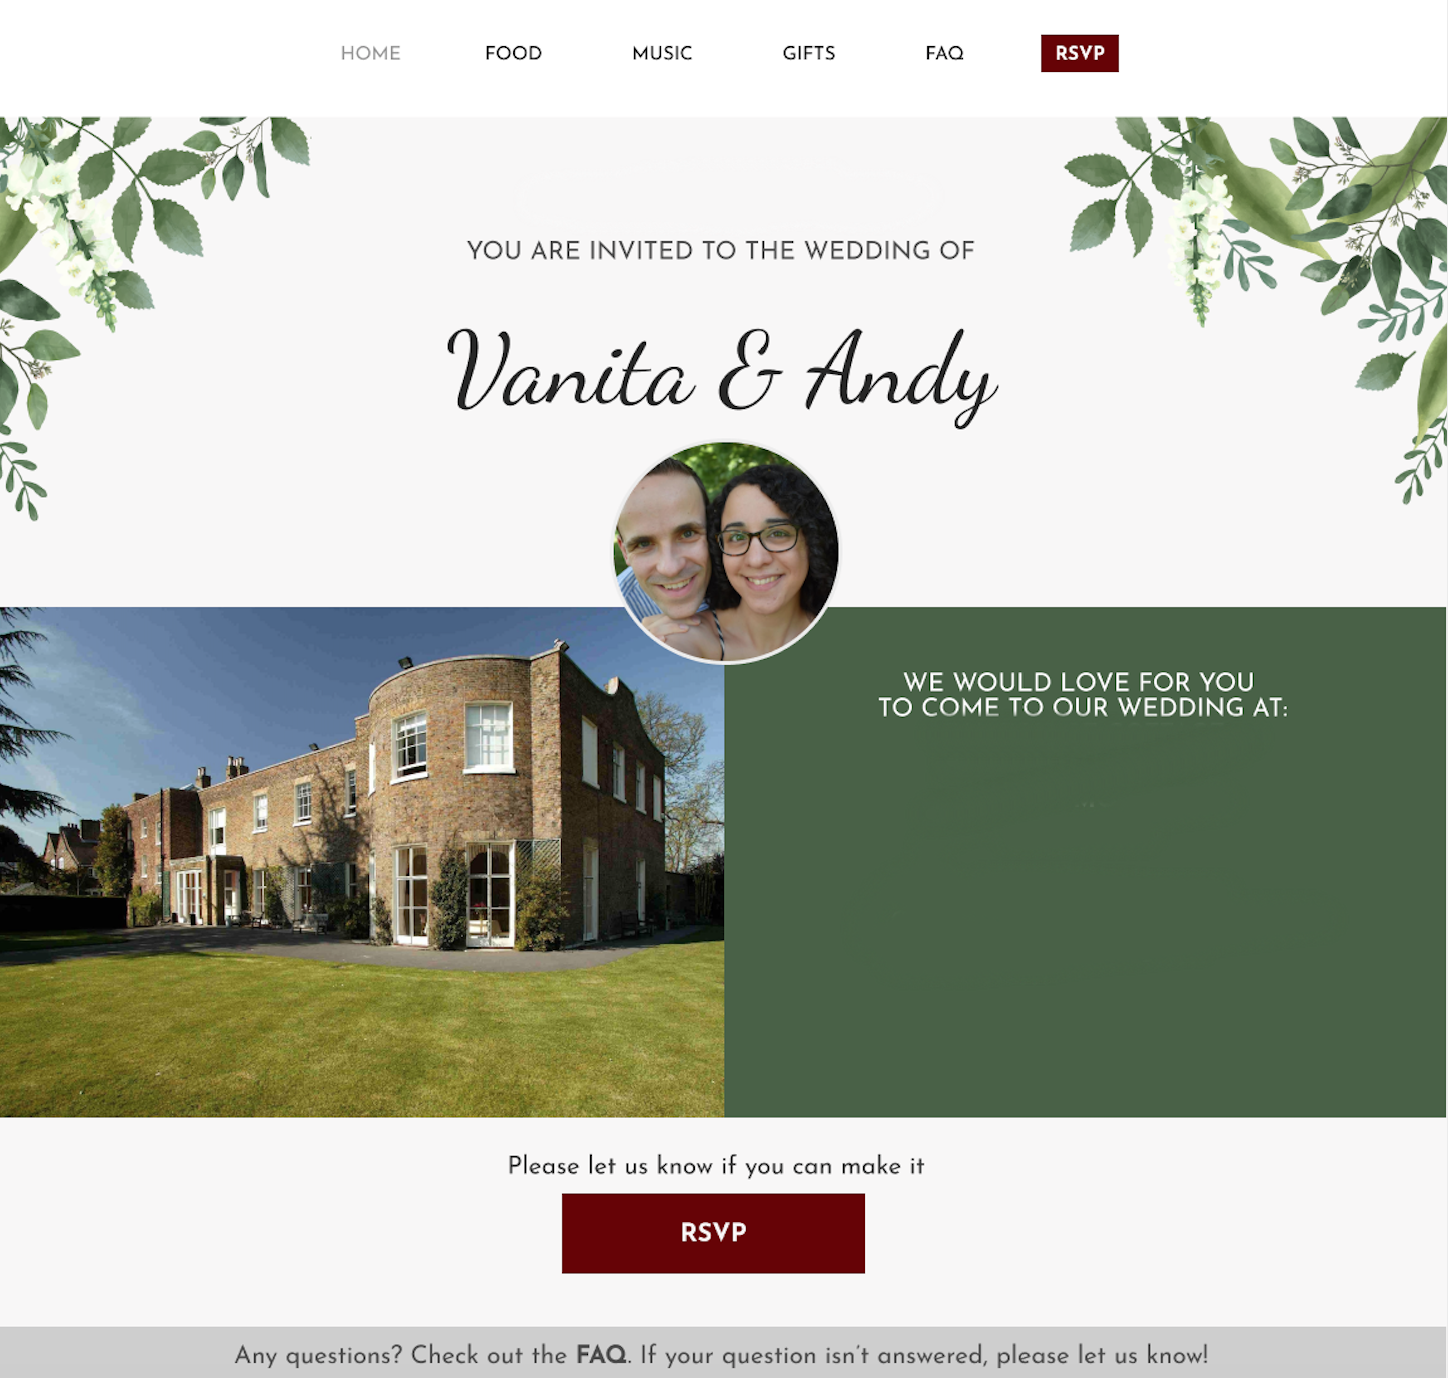 HOME FOOD MUSIC GIFTS FAQ RSVP
YOU ARE INVITED TO THE WEDDING OF
Vanita & Andy
WE WOULD LOVE FOR YOU
TO COME TO OUR WEDDING AT:
Please let us know if you can make it
RSVP
Any questions? Check out the FAQ. If your question isn't answered, please let us know!